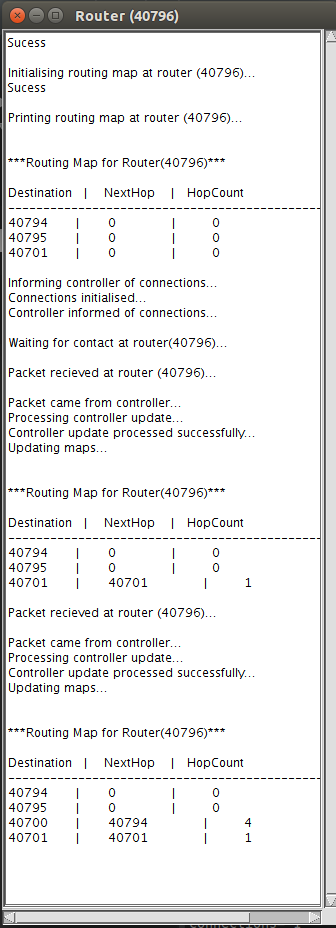 Router (40796)
Sucess
Initialising routing map at router (40796)...
Sucess
Printing routing map at router (40796)...
***Routing Map for Router(40796)***
Destination | NextHop | HopCount
------------------------------------------------------------
40794 | 0 | 0
40795 | 0 | 0
40701 | 0 | 0
Informing controller of connections...
Connections initialised...
Controller informed of connections...
Waiting for contact at router(40796)...
Packet recieved at router (40796)...
Packet came from controller...
Processing controller update...
Controller update processed successfully...
Updating maps...
***Routing Map for Router(40796)***
Destination | NextHop | HopCount
------------------------------------------------------------
40794 | 0 | 0
40795 | 0 | 0
40701 | 40701 | 1
Packet recieved at router (40796)...
Packet came from controller...
Processing controller update...
Controller update processed successfully...
Updating maps...
***Routing Map for Router(40796)***
Destination | NextHop | HopCount
------------------------------------------------------------
40794 | 0 | 0
40795 | 0 | 0
40700 | 40794 | 4
40701 | 40701 | 1